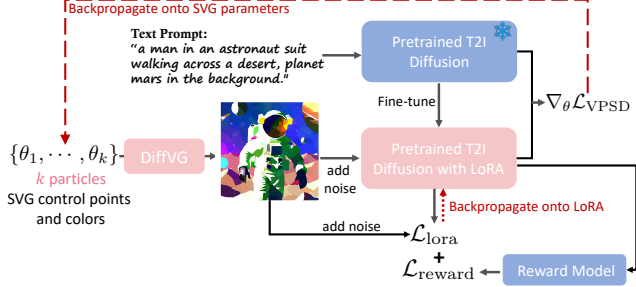 Backpropagate onto SVG parameters
Text Prompt:
“a man in an astronaut suit
walking across a desert, planet
mars in the background."
Pretrained T2I
Diffusion
Fine-tune
∇θℒVPSD
{θ1, ⋯ , θk}
DiffVG
k particles
SVG control points
and colors
add
noise
Pretrained T2I
Diffusion with LoRA
Backpropagate onto LoRA
add noise
ℒlora
+
ℒreward
Reward Model